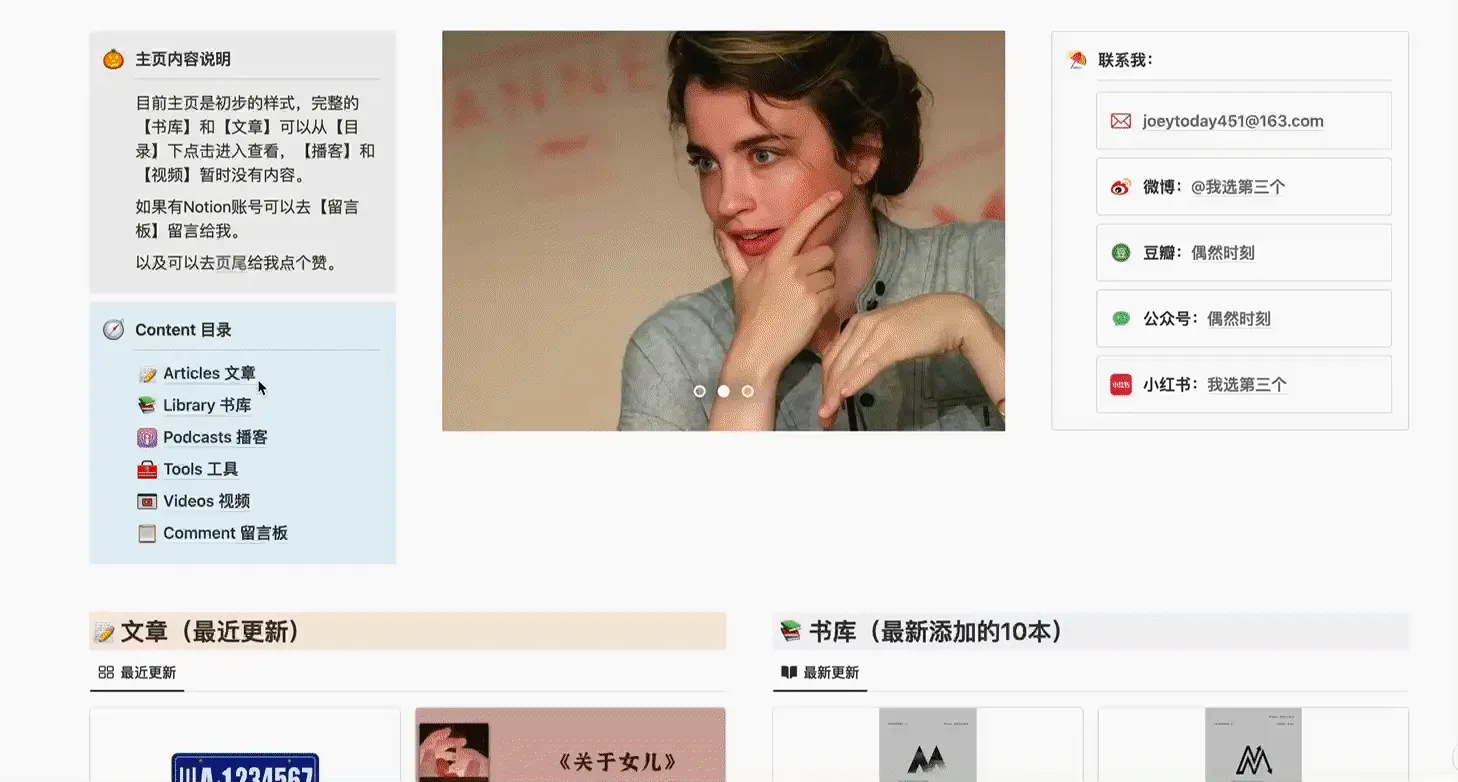 主页内容说明
目前主页是初步的样式，完整的
【书库】和【文章】可以从【目
录】下点击进入查看，【播客】和
【视频】暂时没有内容。
如果有Notion账号可以去【留言
板】留言给我。
以及可以去页尾给我点个赞。
Content 目录
Articles 文章
Library 书库
Podcasts 播客
Tools 工具
Videos 视频
Comment 留言板
ANNE
联系我：
joeytoday451@163.com
微博：@我选第三个
豆瓣：偶然时刻
公众号：偶然时刻
小红书
小红书：我选第三个
文章（最近更新）
最近更新
川A·1234567
《关于女儿》
书库（最新添加的10本）
最新更新